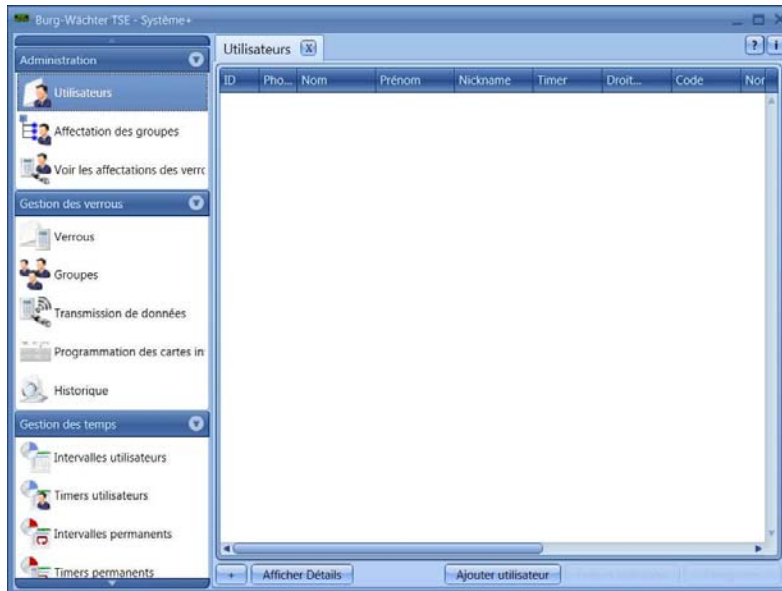 Burg-Wächter TSE - Système+
Administration
Utilisateurs
Affectation des groupes
Voir les affectations des verrc
Gestion des verrous
Verrous
Groupes
Transmission de données
Programmation des cartes in
Historique
Gestion des temps
Intervalles utilisateurs
Timers utilisateurs
Intervalles permanents
Timers permanents
Utilisateurs X
? i
ID Pho... Nom Prénom Nickname Timer Droit... Code Nor
+ Afficher Détails Ajouter utilisateur